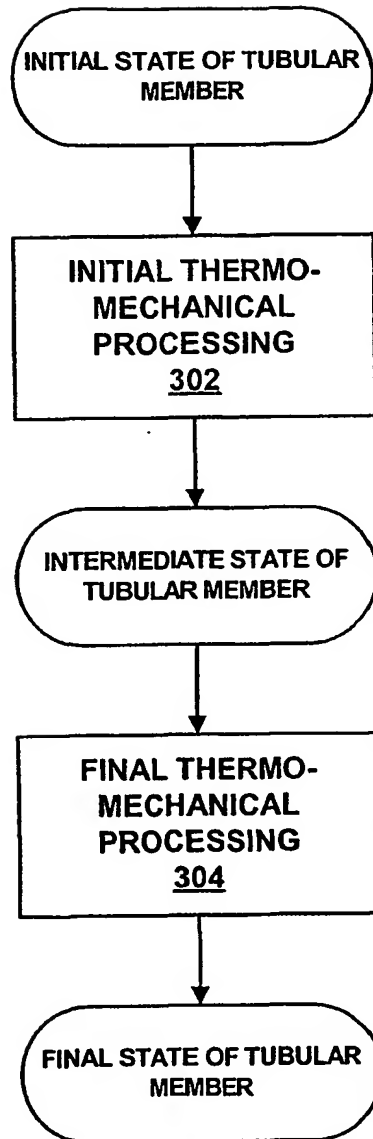 INITIAL STATE OF TUBULAR
MEMBER
INITIAL THERMO-
MECHANICAL
PROCESSING
302
INTERMEDIATE STATE OF
TUBULAR MEMBER
FINAL THERMO-
MECHANICAL
PROCESSING
304
FINAL STATE OF TUBULAR
MEMBER